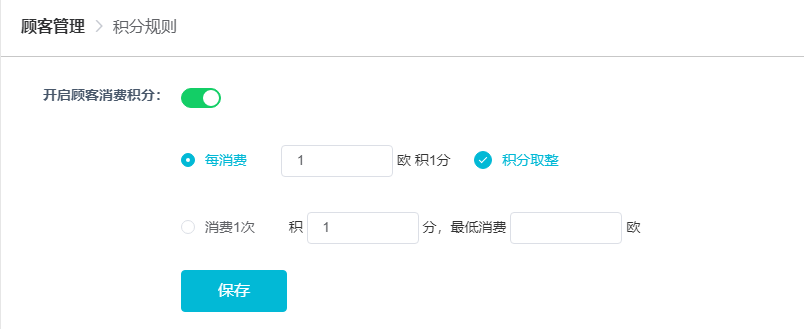 顾客管理 > 积分规则
开启顾客消费积分：
每消费 1 欧 积1分 积分取整
消费1次 积 1 分，最低消费 欧
保存